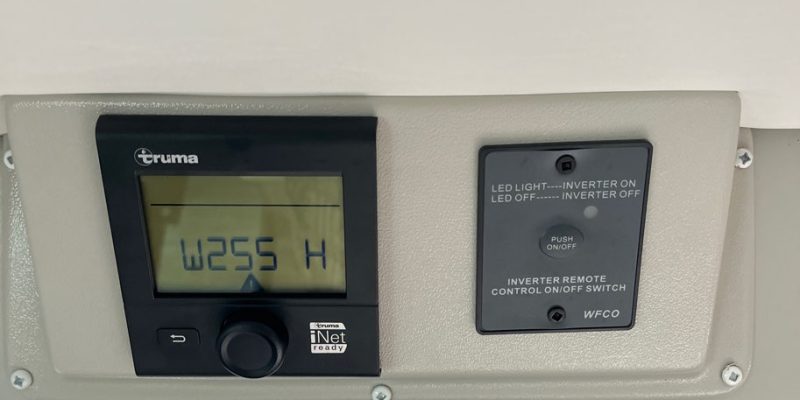 truma
W255 H
truma
iNet
ready
LED LIGHT----INVERTER ON
LED OFF------ INVERTER OFF
PUSH
ON/OFF
INVERTER REMOTE
CONTROL ON/OFF SWITCH
WFCO